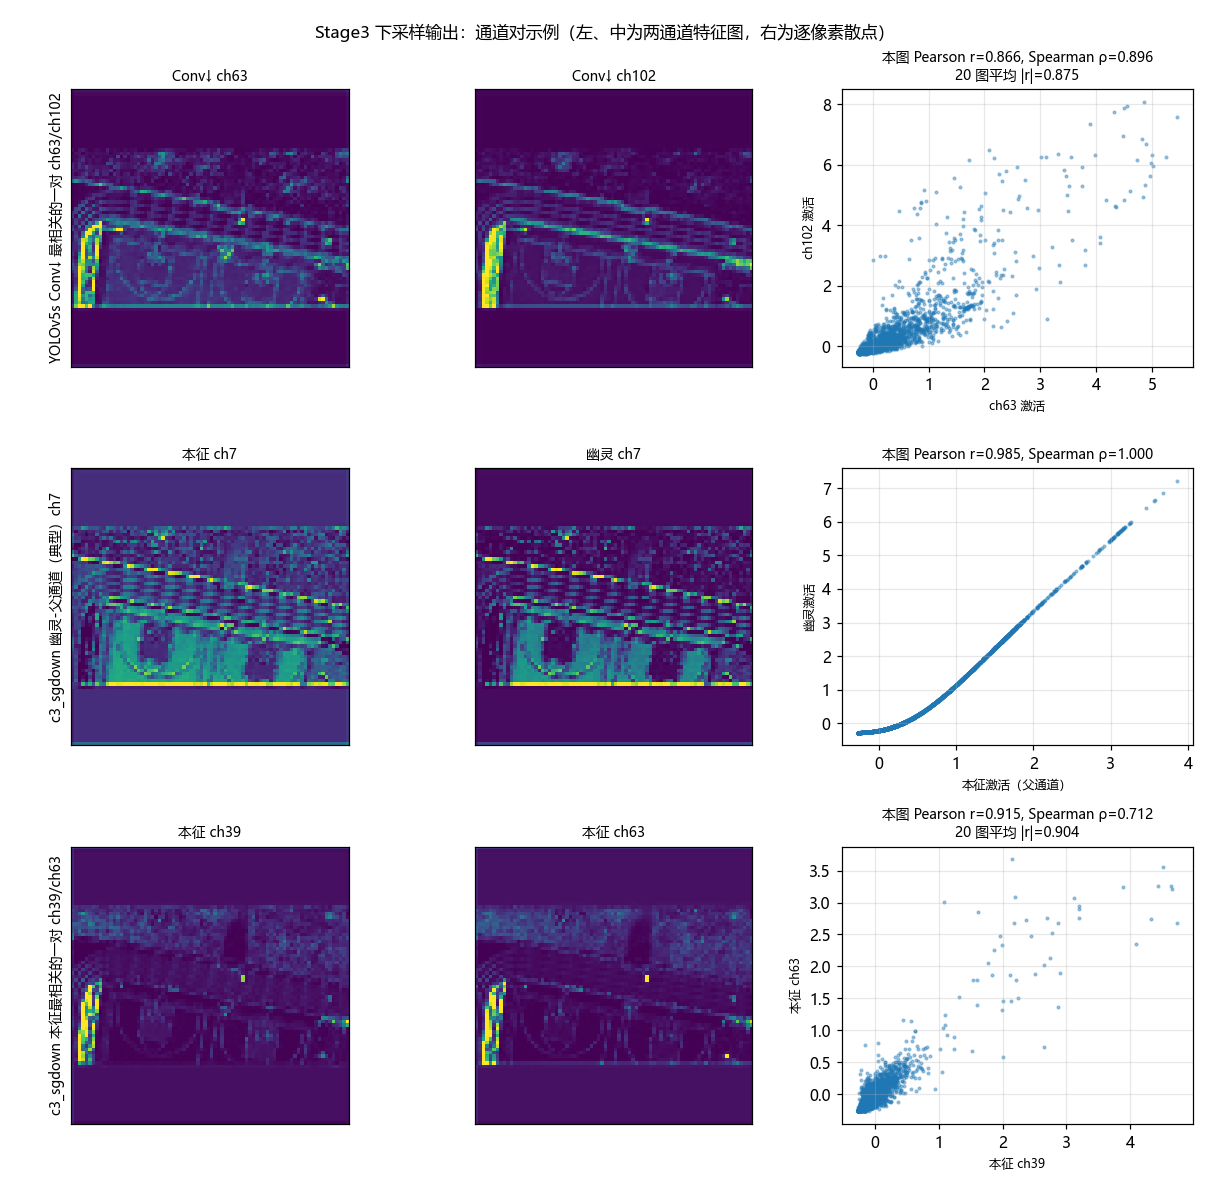 Stage3 下采样输出：通道对示例（左、中为两通道特征图，右为逐像素散点）
YOLOv5s Conv↓ 最相关的一对 ch63/ch102
Conv↓ ch63
Conv↓ ch102
本图 Pearson r=0.866, Spearman ρ=0.896
20 图平均 |r|=0.875
ch102 激活
8
6
4
2
0
0 1 2 3 4 5
ch63 激活
c3_sgdown 幽灵-父通道（典型）ch7
本征 ch7
幽灵 ch7
本图 Pearson r=0.985, Spearman ρ=1.000
幽灵激活
7
6
5
4
3
2
1
0
0 1 2 3 4
本征激活（父通道）
c3_sgdown 本征最相关的一对 ch39/ch63
本征 ch39
本征 ch63
本图 Pearson r=0.915, Spearman ρ=0.712
20 图平均 |r|=0.904
本征 ch63
3.5
3.0
2.5
2.0
1.5
1.0
0.5
0.0
0 1 2 3 4
本征 ch39